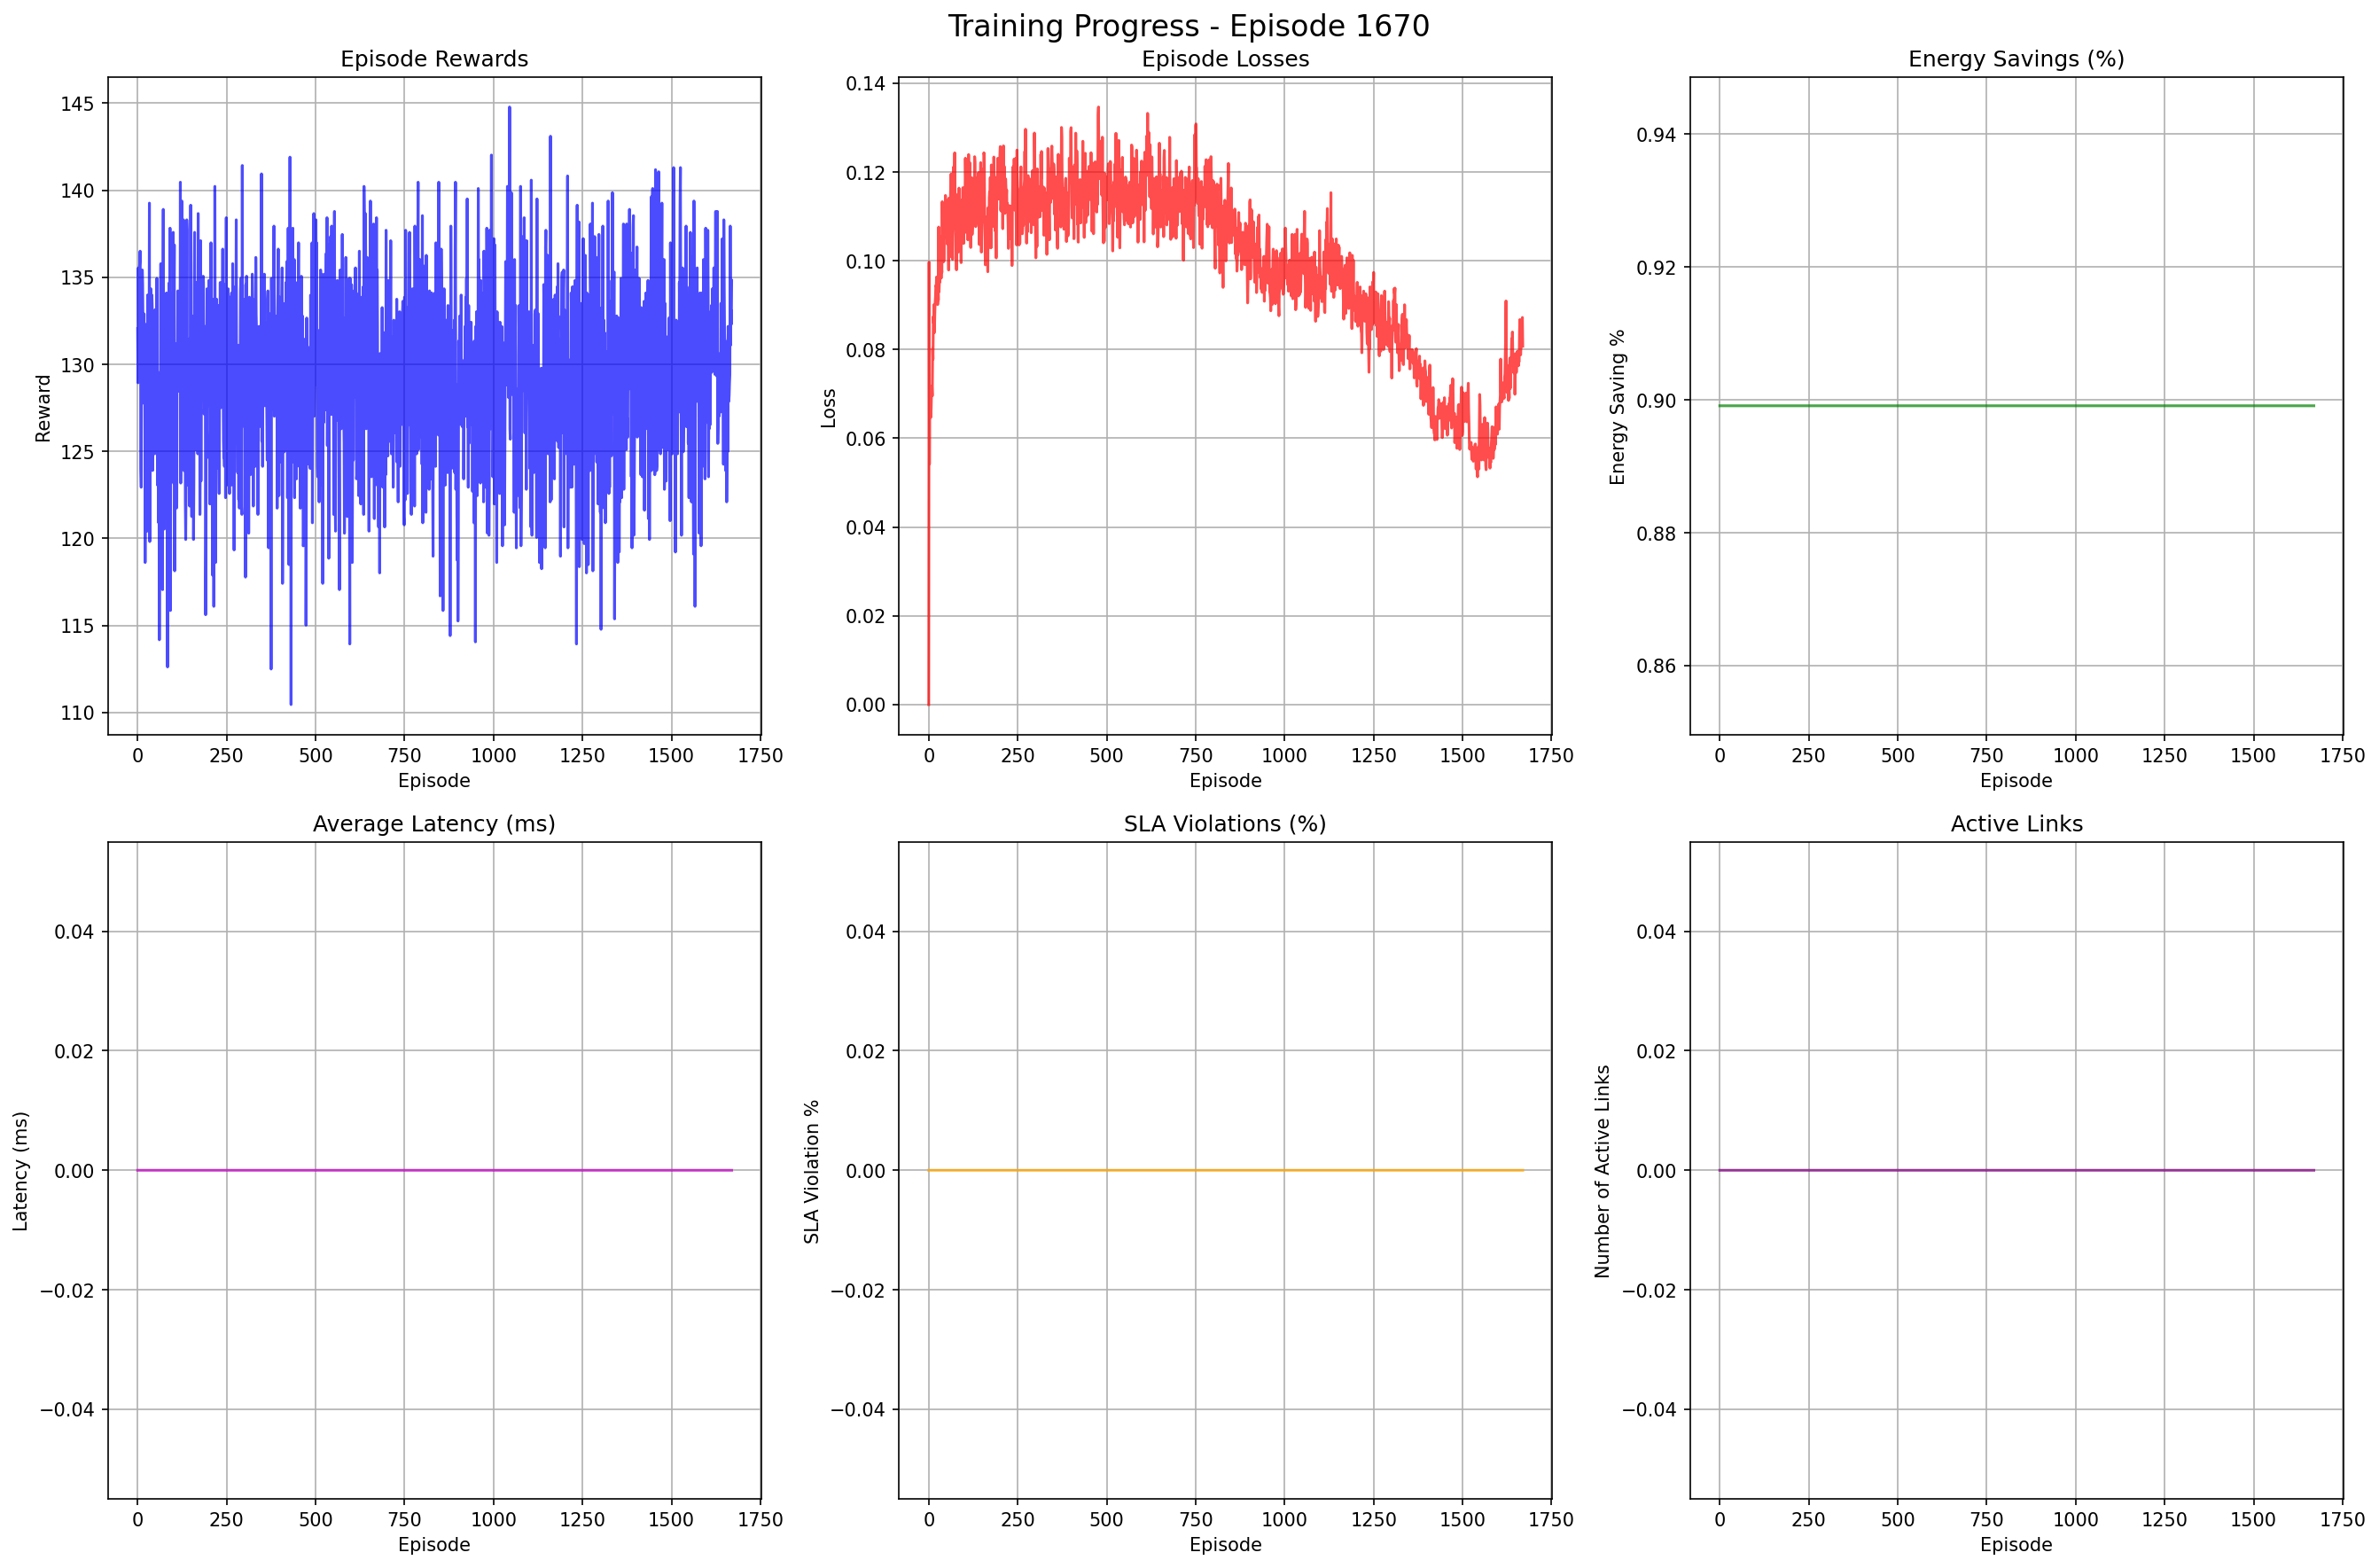 Training Progress - Episode 1670
Episode Rewards
Reward
145
140
135
130
125
120
115
110
0 250 500 750 1000 1250 1500 1750
Episode
Episode Losses
Loss
0.14
0.12
0.10
0.08
0.06
0.04
0.02
0.00
0 250 500 750 1000 1250 1500 1750
Episode
Energy Savings (%)
Energy Saving %
0.94
0.92
0.90
0.88
0.86
0 250 500 750 1000 1250 1500 1750
Episode
Average Latency (ms)
Latency (ms)
0.04
0.02
0.00
−0.02
−0.04
0 250 500 750 1000 1250 1500 1750
Episode
SLA Violations (%)
SLA Violation %
0.04
0.02
0.00
−0.02
−0.04
0 250 500 750 1000 1250 1500 1750
Episode
Active Links
Number of Active Links
0.04
0.02
0.00
−0.02
−0.04
0 250 500 750 1000 1250 1500 1750
Episode